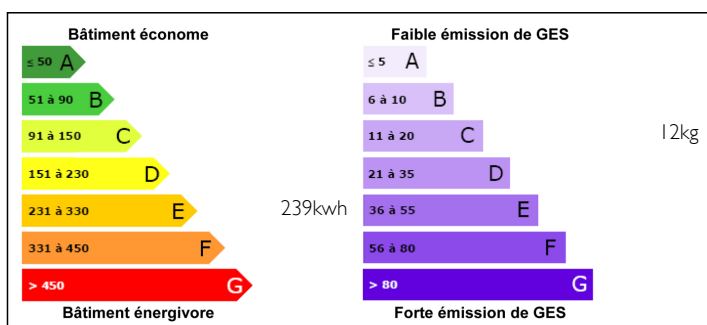 Bâtiment économe
≤ 50 A
51 à 90 B
91 à 150 C
151 à 230 D
231 à 330 E
239kwh
331 à 450 F
> 450 G
Bâtiment énergivore
Faible émission de GES
≤ 5 A
6 à 10 B
11 à 20 C
12kg
21 à 35 D
36 à 55 E
56 à 80 F
> 80 G
Forte émission de GES